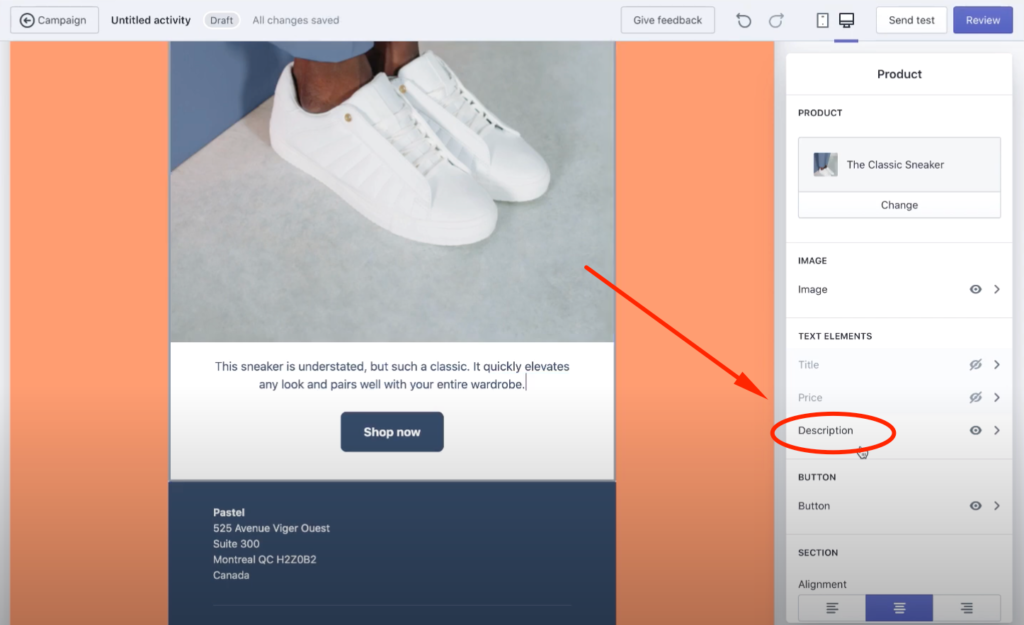 Campaign
Untitled activity
Draft
All changes saved
Give feedback
Send test
Review
This sneaker is understated, but such a classic. It quickly elevates
any look and pairs well with your entire wardrobe.
Shop now
Pastel
525 Avenue Viger Ouest
Suite 300
Montreal QC H2Z0B2
Canada
Product
PRODUCT
The Classic Sneaker
Change
IMAGE
Image
TEXT ELEMENTS
Title
Price
Description
BUTTON
Button
SECTION
Alignment